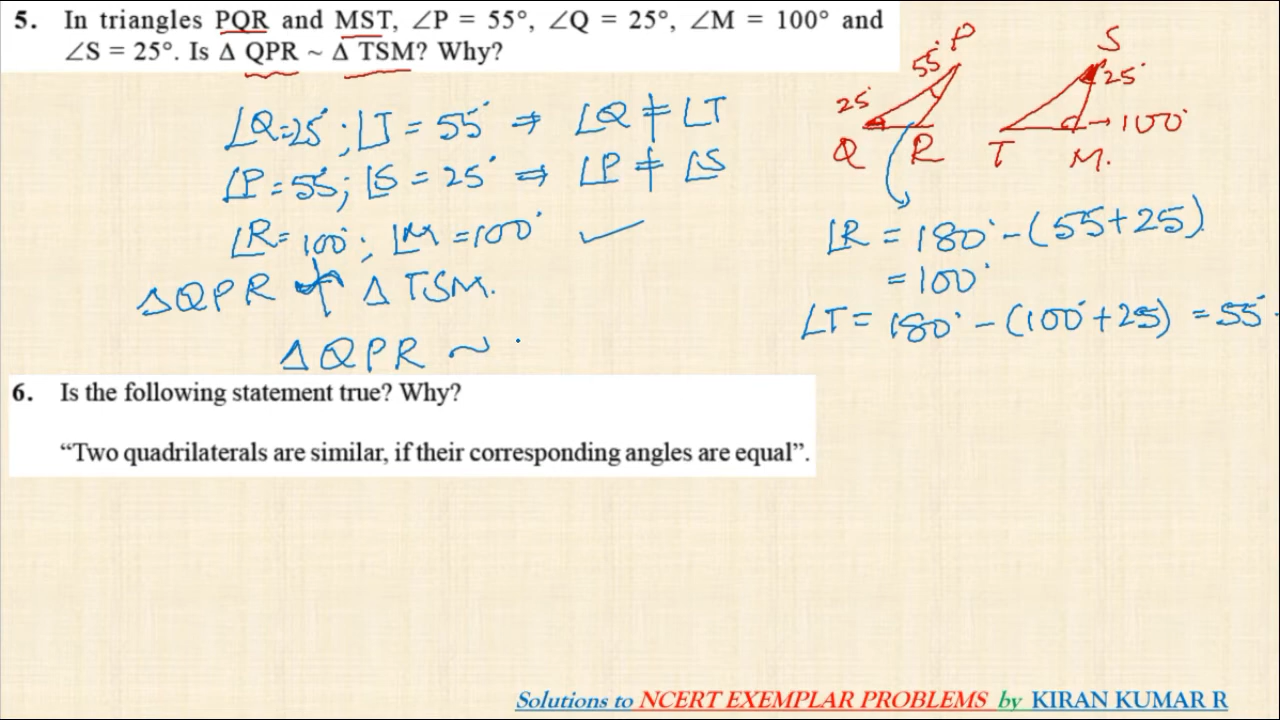 5. In triangles PQR and MST, ∠P = 55°, ∠Q = 25°, ∠M = 100° and
∠S = 25°. Is Δ QPR ~ Δ TSM? Why?
∠Q=25° ; ∠T = 55° ⇒ ∠Q ≠ ∠T
∠P = 55° ; ∠S = 25° ⇒ ∠P ≠ ∠S
∠R = 100° ; ∠M = 100° ✓
ΔQPR ≁ ΔTSM.
ΔQPR ~
P
55°
25°
Q
R
S
25°
→100°
T
M.
∠R = 180° - (55+25)
= 100°
∠T = 180° - (100°+25) = 55°
6. Is the following statement true? Why?
“Two quadrilaterals are similar, if their corresponding angles are equal”.
Solutions to NCERT EXEMPLAR PROBLEMS by KIRAN KUMAR R